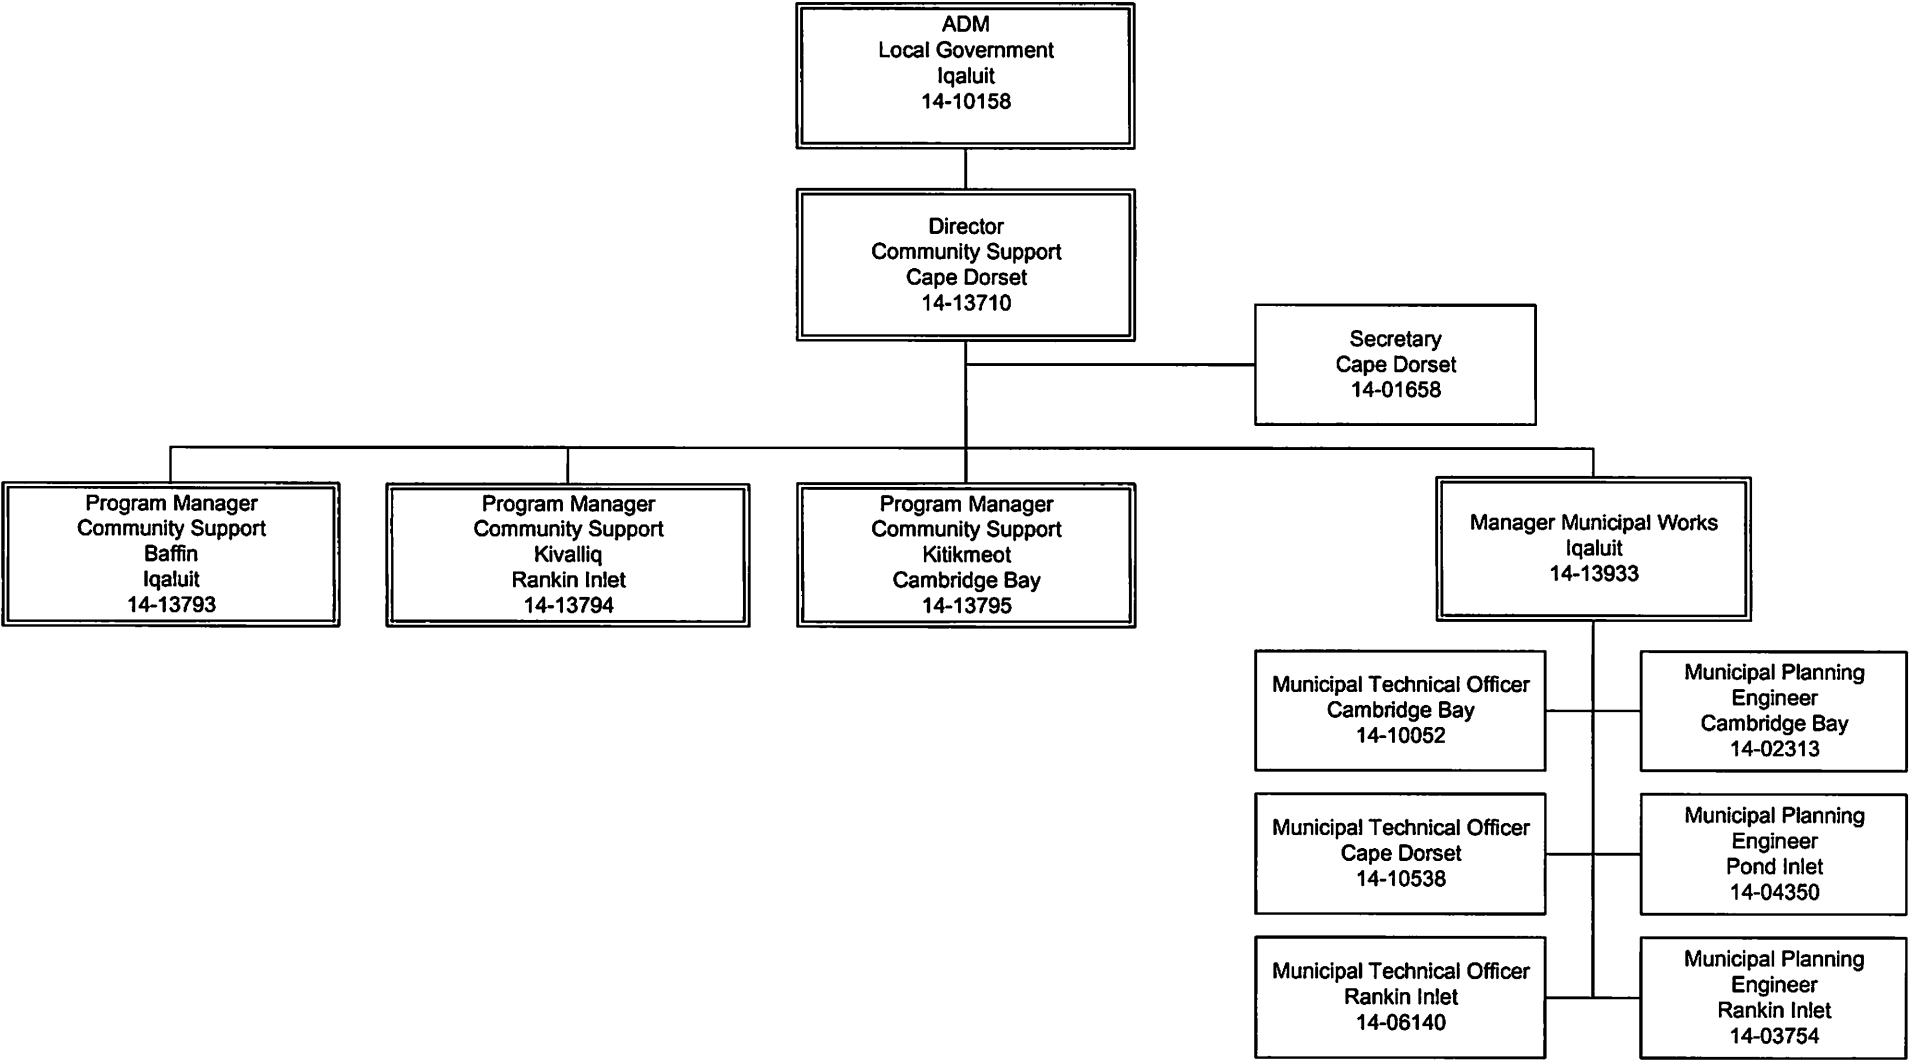 ADM
Local Government
Iqaluit
14-10158
Director
Community Support
Cape Dorset
14-13710
Secretary
Cape Dorset
14-01658
Program Manager
Community Support
Baffin
Iqaluit
14-13793
Program Manager
Community Support
Kivalliq
Rankin Inlet
14-13794
Program Manager
Community Support
Kitikmeot
Cambridge Bay
14-13795
Manager Municipal Works
Iqaluit
14-13933
Municipal Technical Officer
Cambridge Bay
14-10052
Municipal Planning
Engineer
Cambridge Bay
14-02313
Municipal Technical Officer
Cape Dorset
14-10538
Municipal Planning
Engineer
Pond Inlet
14-04350
Municipal Technical Officer
Rankin Inlet
14-06140
Municipal Planning
Engineer
Rankin Inlet
14-03754